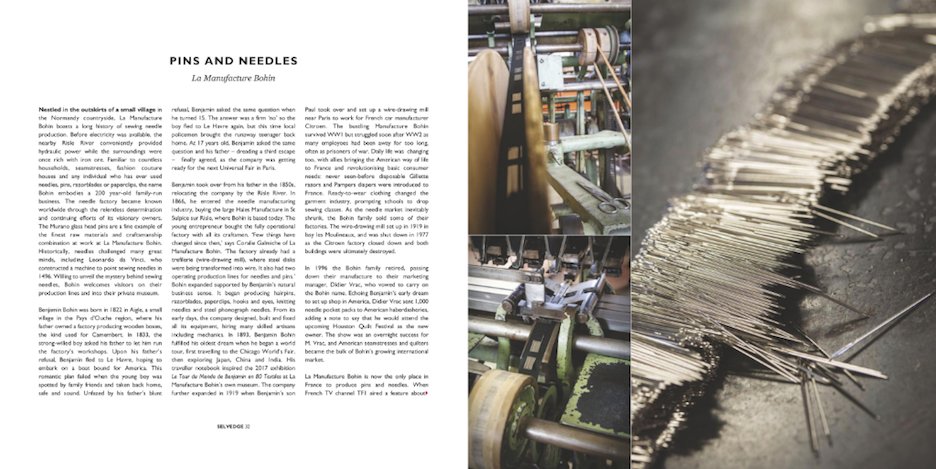 PINS AND NEEDLES
La Manufacture Bohin
Nestled in the outskirts of a small village in
the Normandy countryside, La Manufacture
Bohin boasts a long history of sewing needle
production. Before electricity was available, the
nearby Risle River conveniently provided
hydraulic power while the surroundings were
once rich with iron ore. Familiar to countless
households, seamstresses, fashion couture
houses and any individual who has ever used
needles, pins, razorblades or paperclips, the name
Bohin embodies a 200 year-old family-run
business. The needle factory became known
worldwide through the relentless determination
and continuing efforts of its visionary owners.
The Murano glass head pins are a fine example of
the finest raw materials and craftsmanship
combination at work at La Manufacture Bohin.
Historically, needles challenged many great
minds, including Leonardo da Vinci, who
constructed a machine to point sewing needles in
1496. Willing to unveil the mystery behind sewing
needles, Bohin welcomes visitors on their
production lines and into their private museum.
Benjamin Bohin was born in 1822 in Aigle, a small
village in the Pays d'Ouche region, where his
father owned a factory producing wooden boxes,
the kind used for Camembert. In 1833, the
strong-willed boy asked his father to let him run
the factory's workshops. Upon his father's
refusal, Benjamin fled to Le Havre, hoping to
embark on a boat bound for America. This
romantic plan failed when the young boy was
spotted by family friends and taken back home,
safe and sound. Unfazed by his father's blunt
refusal, Benjamin asked the same question when
he turned 15. The answer was a firm 'no' so the
boy fled to Le Havre again, but this time local
policemen brought the runaway teenager back
home. At 17 years old, Benjamin asked the same
question and his father – dreading a third escape
– finally agreed, as the company was getting
ready for the next Universal Fair in Paris.
Benjamin took over from his father in the 1850s,
relocating the company by the Risle River. In
1866, he entered the needle manufacturing
industry, buying the large Hales Manufacture in St
Sulpice sur Risle, where Bohin is based today. The
young entrepreneur bought the fully operational
factory with all its craftsmen. 'Few things have
changed since then,' says Coralie Galmiche of La
Manufacture Bohin. 'The factory already had a
trefilerie (wire-drawing mill), where steel disks
were being transformed into wire. It also had two
operating production lines for needles and pins.'
Bohin expanded supported by Benjamin's natural
business sense. It began producing hairpins,
razorblades, paperclips, hooks and eyes, knitting
needles and steel phonograph needles. From its
early days, the company designed, built and fixed
all its equipment, hiring many skilled artisans
including mechanics. In 1893, Benjamin Bohin
fulfilled his oldest dream when he began a world
tour, first travelling to the Chicago World's Fair,
then exploring Japan, China and India. His
traveller notebook inspired the 2017 exhibition
Le Tour du Monde de Benjamin en 80 Textiles at La
Manufacture Bohin's own museum. The company
further expanded in 1919 when Benjamin's son
Paul took over and set up a wire-drawing mill
near Paris to work for French car manufacturer
Citroen. The bending Manufacture Bohin
survived WW1 but struggled soon after WW2 as
many employees had been away for too long,
often as prisoners of war. Daily life was changing
too, with allies bringing the American way of life
to France and revolutionising basic consumer
needs: never seen-before disposable Gillette
razors and Pampers diapers were introduced to
France. Ready-to-wear clothing changed the
garment industry, prompting schools to drop
sewing classes. As the needle market inevitably
shrunk, the Bohin family sold some of their
factories. The wire-drawing mill set up in 1919 in
Issy les Moulineaux, and was shut down in 1977
as the Citroen factory closed down and both
buildings were ultimately destroyed.
In 1996 the Bohin family retired, passing
down their manufacture to their marketing
manager, Didier Vrac, who vowed to carry on
the Bohin name. Echoing Benjamin's early dream
to set up shop in America, Didier Vrac sent 1,000
needle pocket packs to American haberdasheries,
adding a note to say that he would attend the
upcoming Houston Quilt Festival as the new
owner. The show was an overnight success for
M. Vrac, and American seamstresses and quilters
became the bulk of Bohin's growing international
market.
La Manufacture Bohin is now the only place in
France to produce pins and needles. When
French TV channel TF1 aired a feature about
SELVEDGE 32